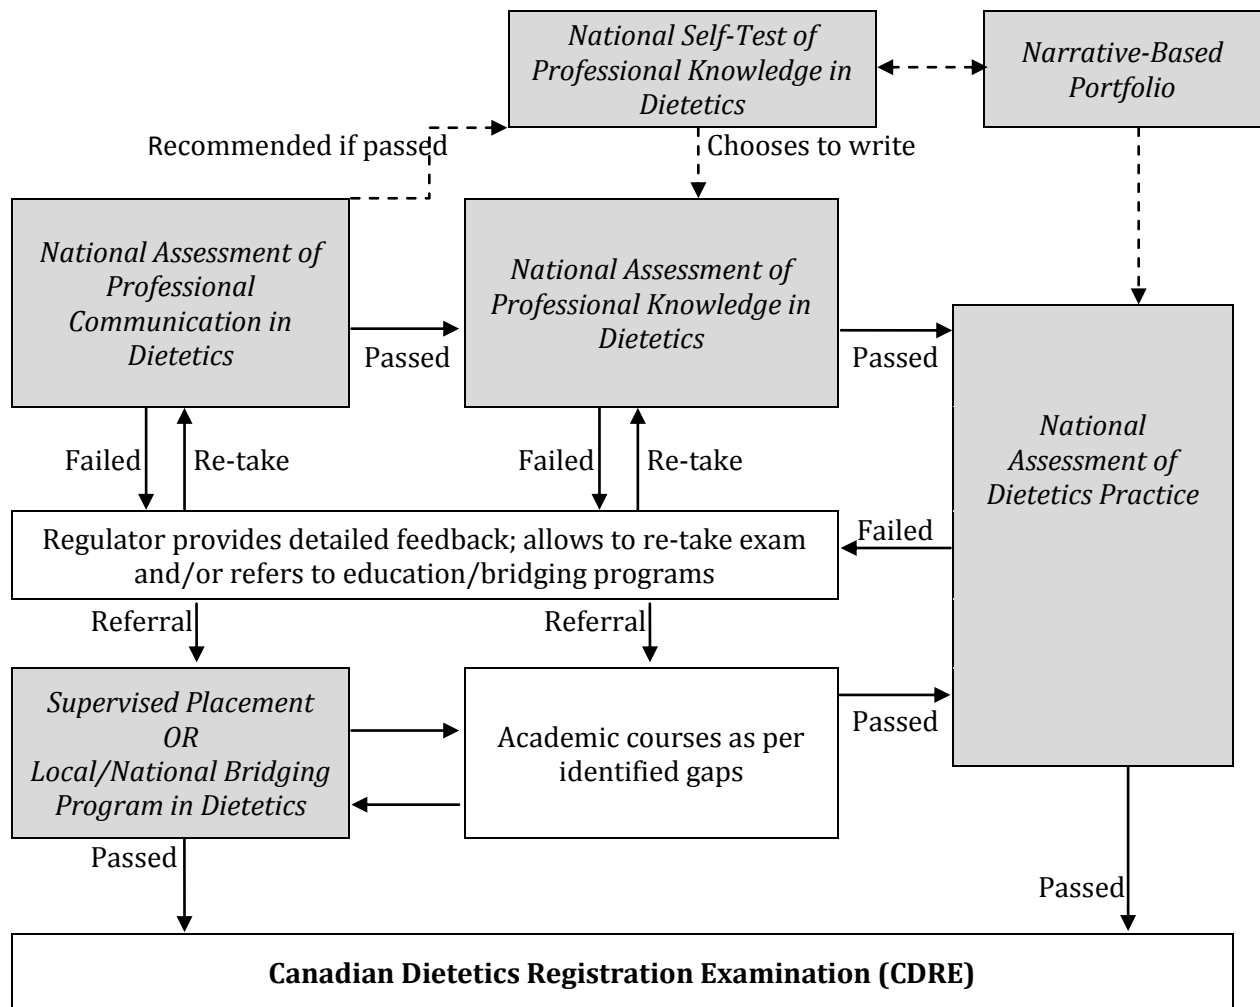 National Self-Test of
Professional Knowledge in
Dietetics
Narrative-Based
Portfolio
Recommended if passed
Chooses to write
National Assessment of
Professional
Communication in
Dietetics
Passed
National Assessment of
Professional Knowledge in
Dietetics
Passed
National
Assessment of
Dietetics Practice
Failed
Re-take
Failed
Re-take
Regulator provides detailed feedback; allows to re-take exam
and/or refers to education/bridging programs
Failed
Referral
Referral
Supervised Placement
OR
Local/National Bridging
Program in Dietetics
Academic courses as per
identified gaps
Passed
Passed
Passed
Canadian Dietetics Registration Examination (CDRE)